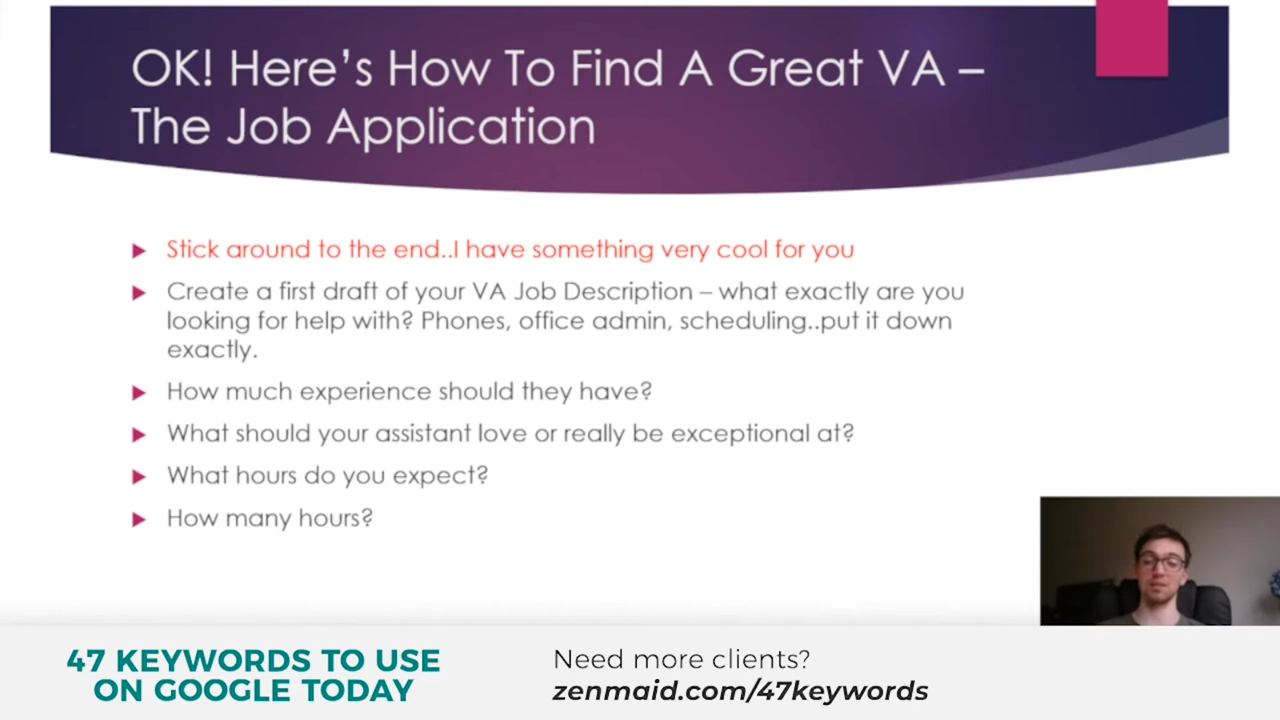 OK! Here's How To Find A Great VA –
The Job Application
Stick around to the end..I have something very cool for you
Create a first draft of your VA Job Description – what exactly are you
looking for help with? Phones, office admin, scheduling..put it down
exactly.
How much experience should they have?
What should your assistant love or really be exceptional at?
What hours do you expect?
How many hours?
47 KEYWORDS TO USE
ON GOOGLE TODAY
Need more clients?
zenmaid.com/47keywords